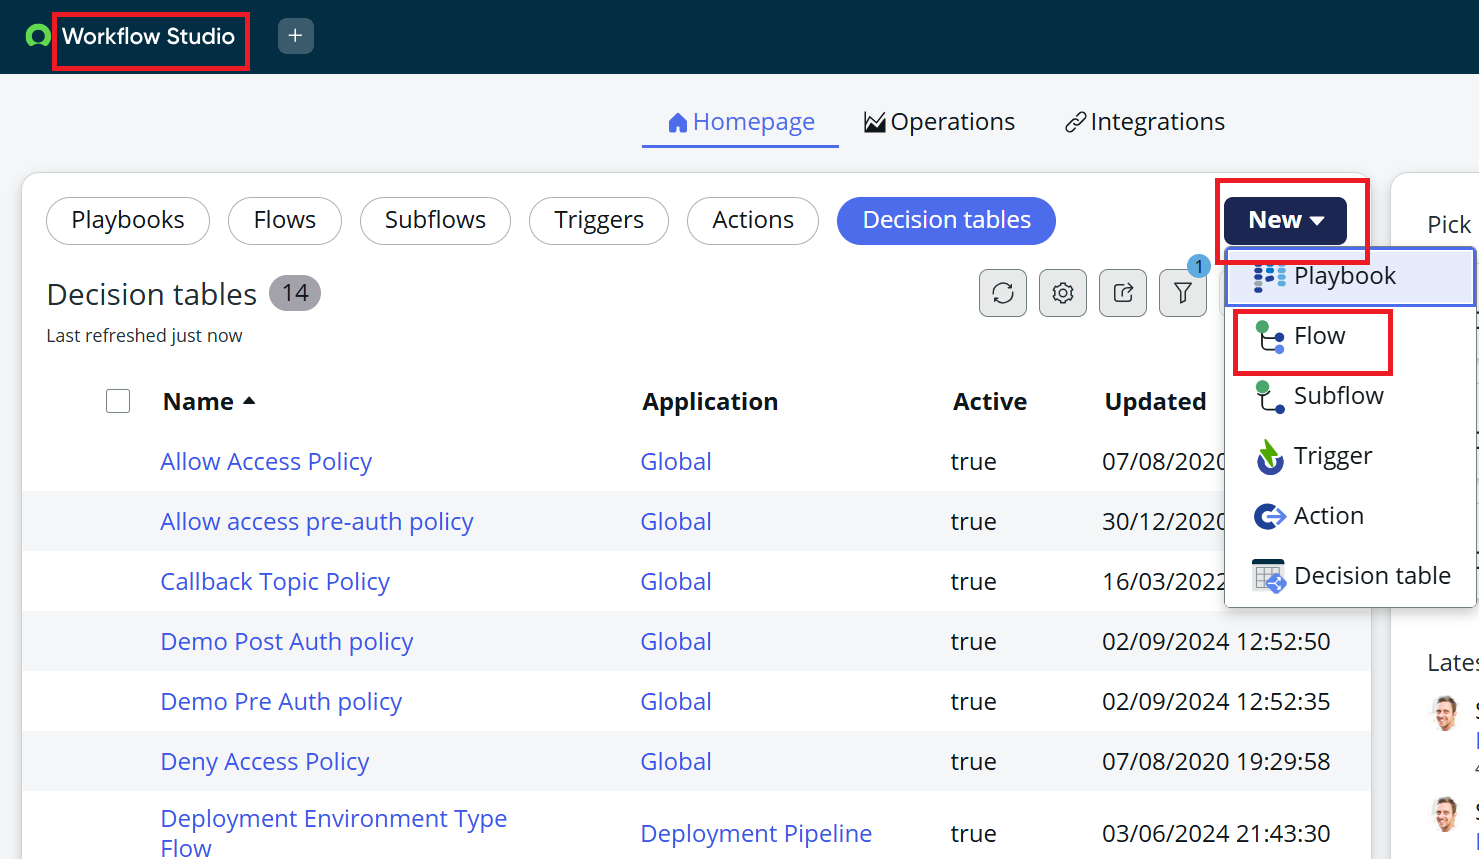 Workflow Studio
+
Homepage
Operations
Integrations
Playbooks
Flows
Subflows
Triggers
Actions
Decision tables
New
Pick
Playbook
Flow
Subflow
Trigger
Action
Decision table
Decision tables 14
1
Last refreshed just now
Name Application Active Updated
Allow Access Policy Global true 07/08/2020
Allow access pre-auth policy Global true 30/12/2020
Callback Topic Policy Global true 16/03/2022
Demo Post Auth policy Global true 02/09/2024 12:52:50
Demo Pre Auth policy Global true 02/09/2024 12:52:35
Deny Access Policy Global true 07/08/2020 19:29:58
Deployment Environment Type
Flow
Deployment Pipeline true 03/06/2024 21:43:30